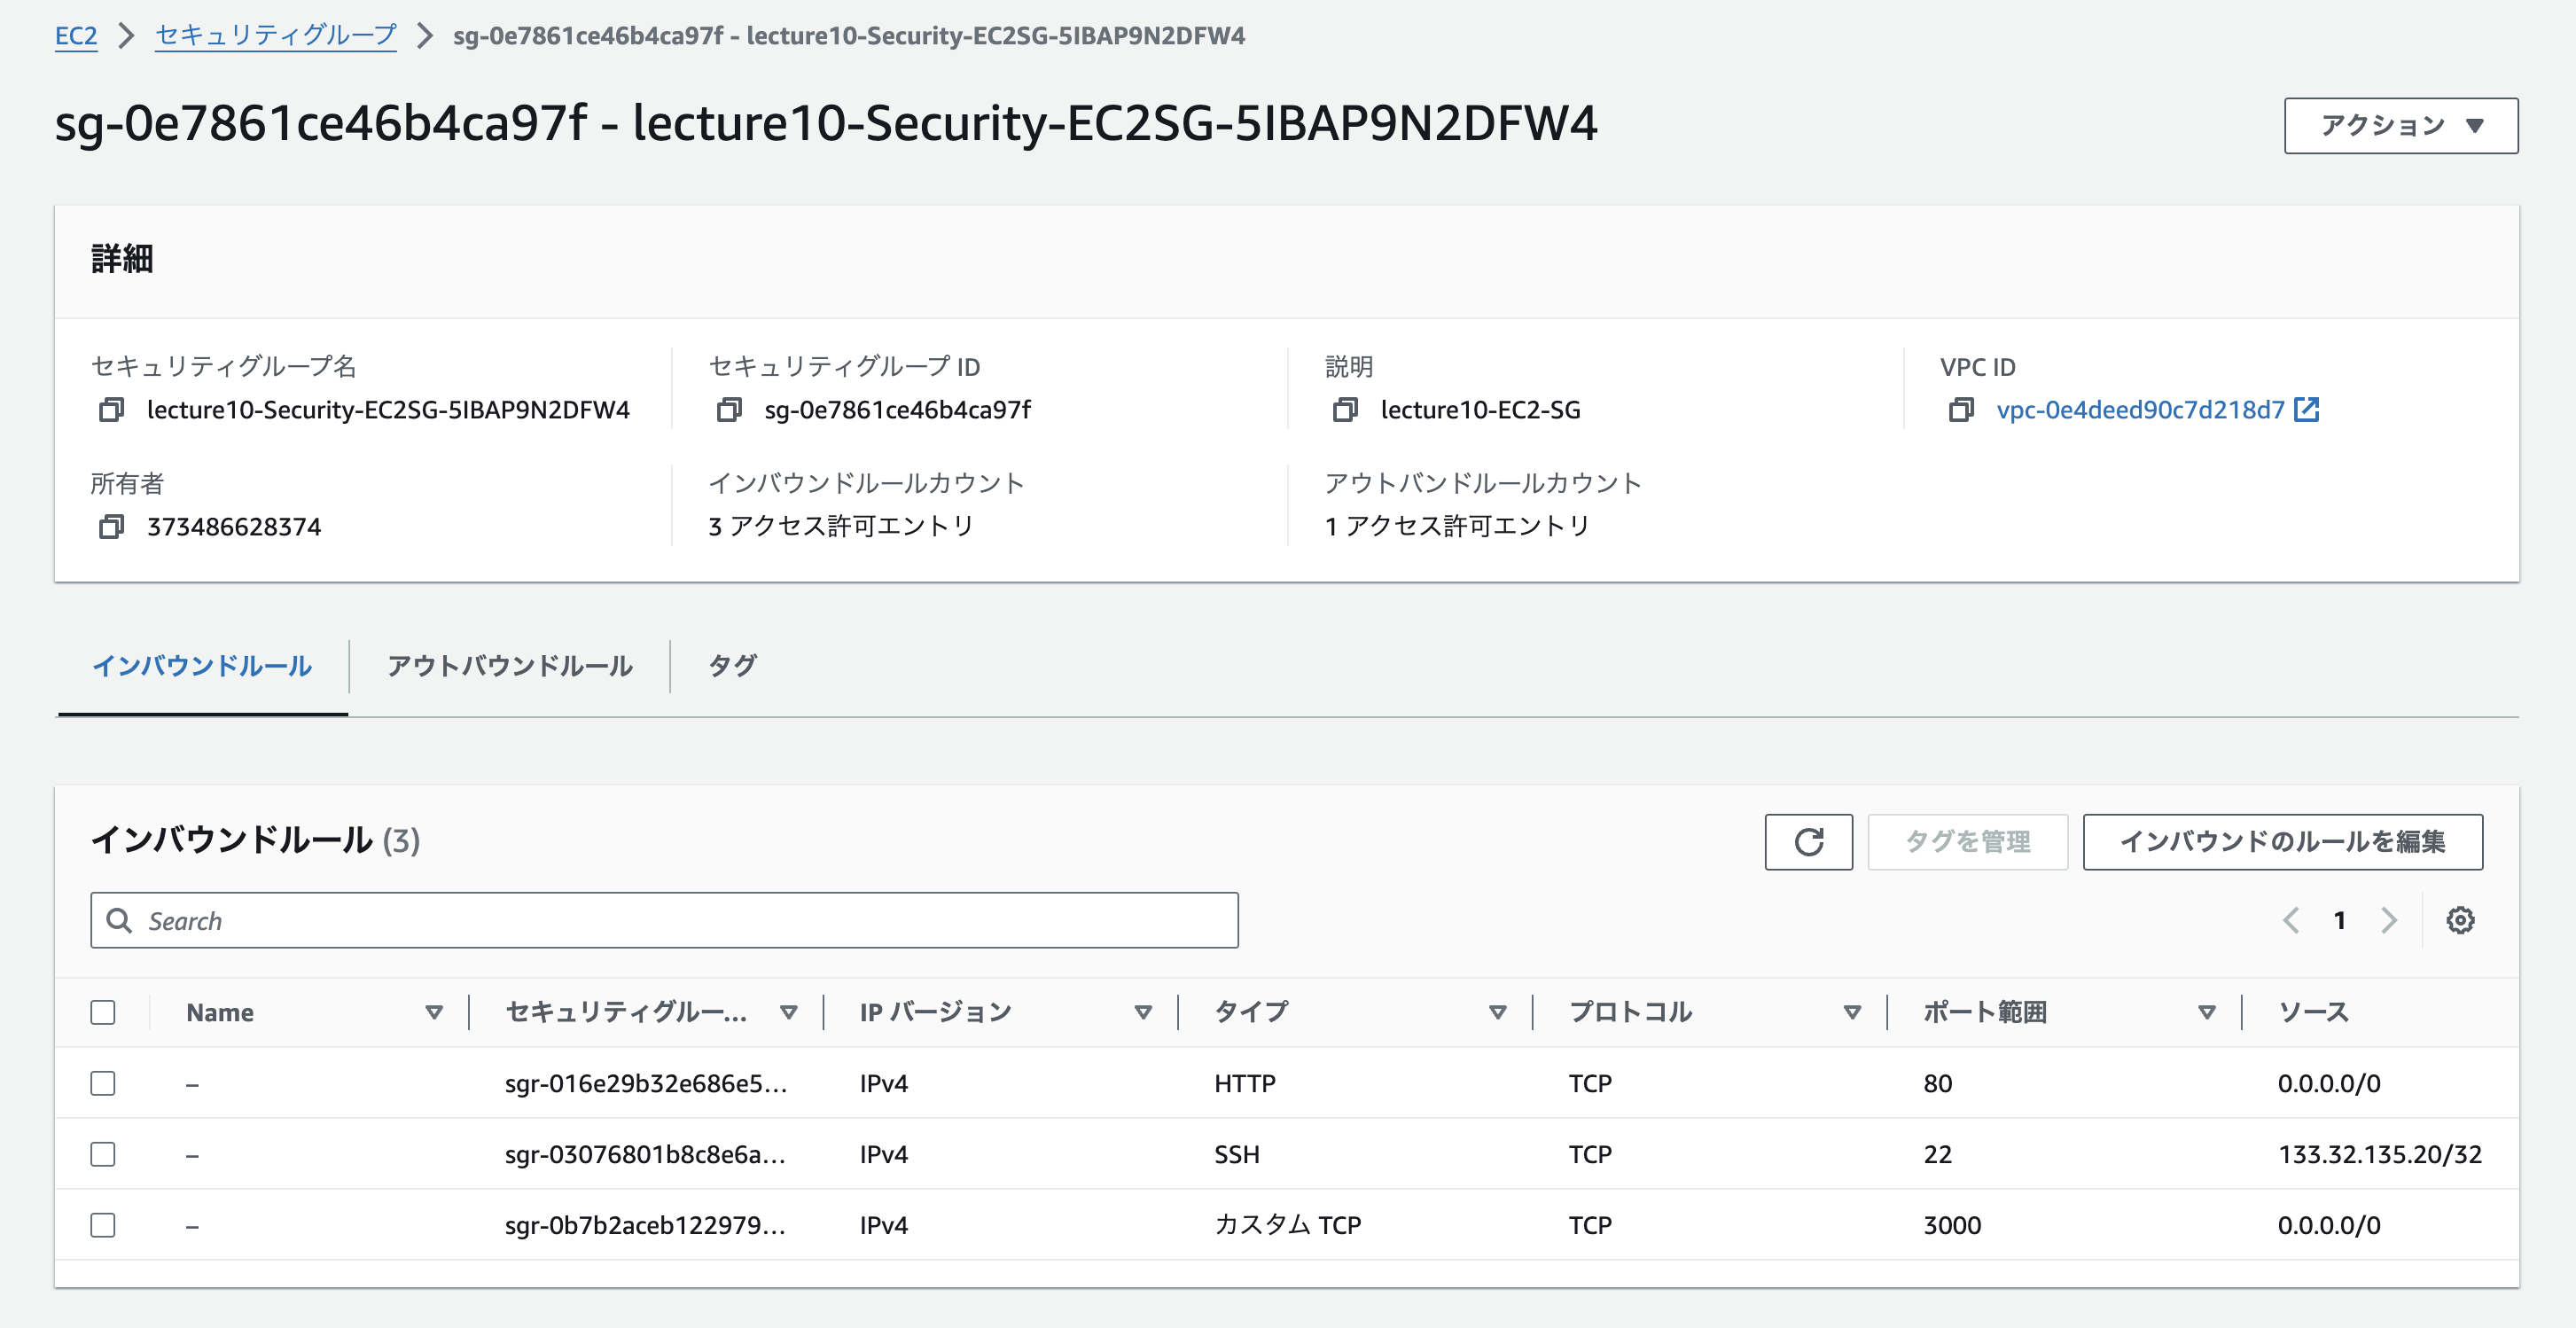 EC2 > セキュリティグループ > sg-0e7861ce46b4ca97f - lecture10-Security-EC2SG-5IBAP9N2DFW4
sg-0e7861ce46b4ca97f - lecture10-Security-EC2SG-5IBAP9N2DFW4
アクション
詳細
セキュリティグループ名 セキュリティグループ ID 説明 VPC ID
lecture10-Security-EC2SG-5IBAP9N2DFW4 sg-0e7861ce46b4ca97f lecture10-EC2-SG vpc-0e4deed90c7d218d7
所有者 インバウンドルールカウント アウトバンドルールカウント
373486628374 3 アクセス許可エントリ 1 アクセス許可エントリ
インバウンドルール アウトバウンドルール タグ
インバウンドルール (3) タグを管理 インバウンドのルールを編集
Search 1
Name セキュリティグルー... IP バージョン タイプ プロトコル ポート範囲 ソース
– sgr-016e29b32e686e5... IPv4 HTTP TCP 80 0.0.0.0/0
– sgr-03076801b8c8e6a... IPv4 SSH TCP 22 133.32.135.20/32
– sgr-0b7b2aceb122979... IPv4 カスタム TCP TCP 3000 0.0.0.0/0